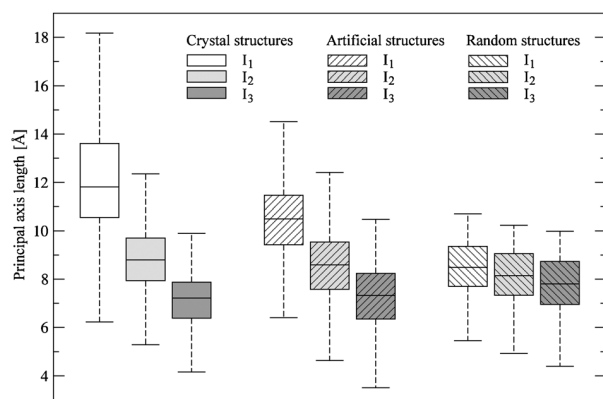 18
16
14
12
10
8
6
4
Principal axis length [Å]
Crystal structures Artificial structures Random structures
I1 I1 I1
I2 I2 I2
I3 I3 I3